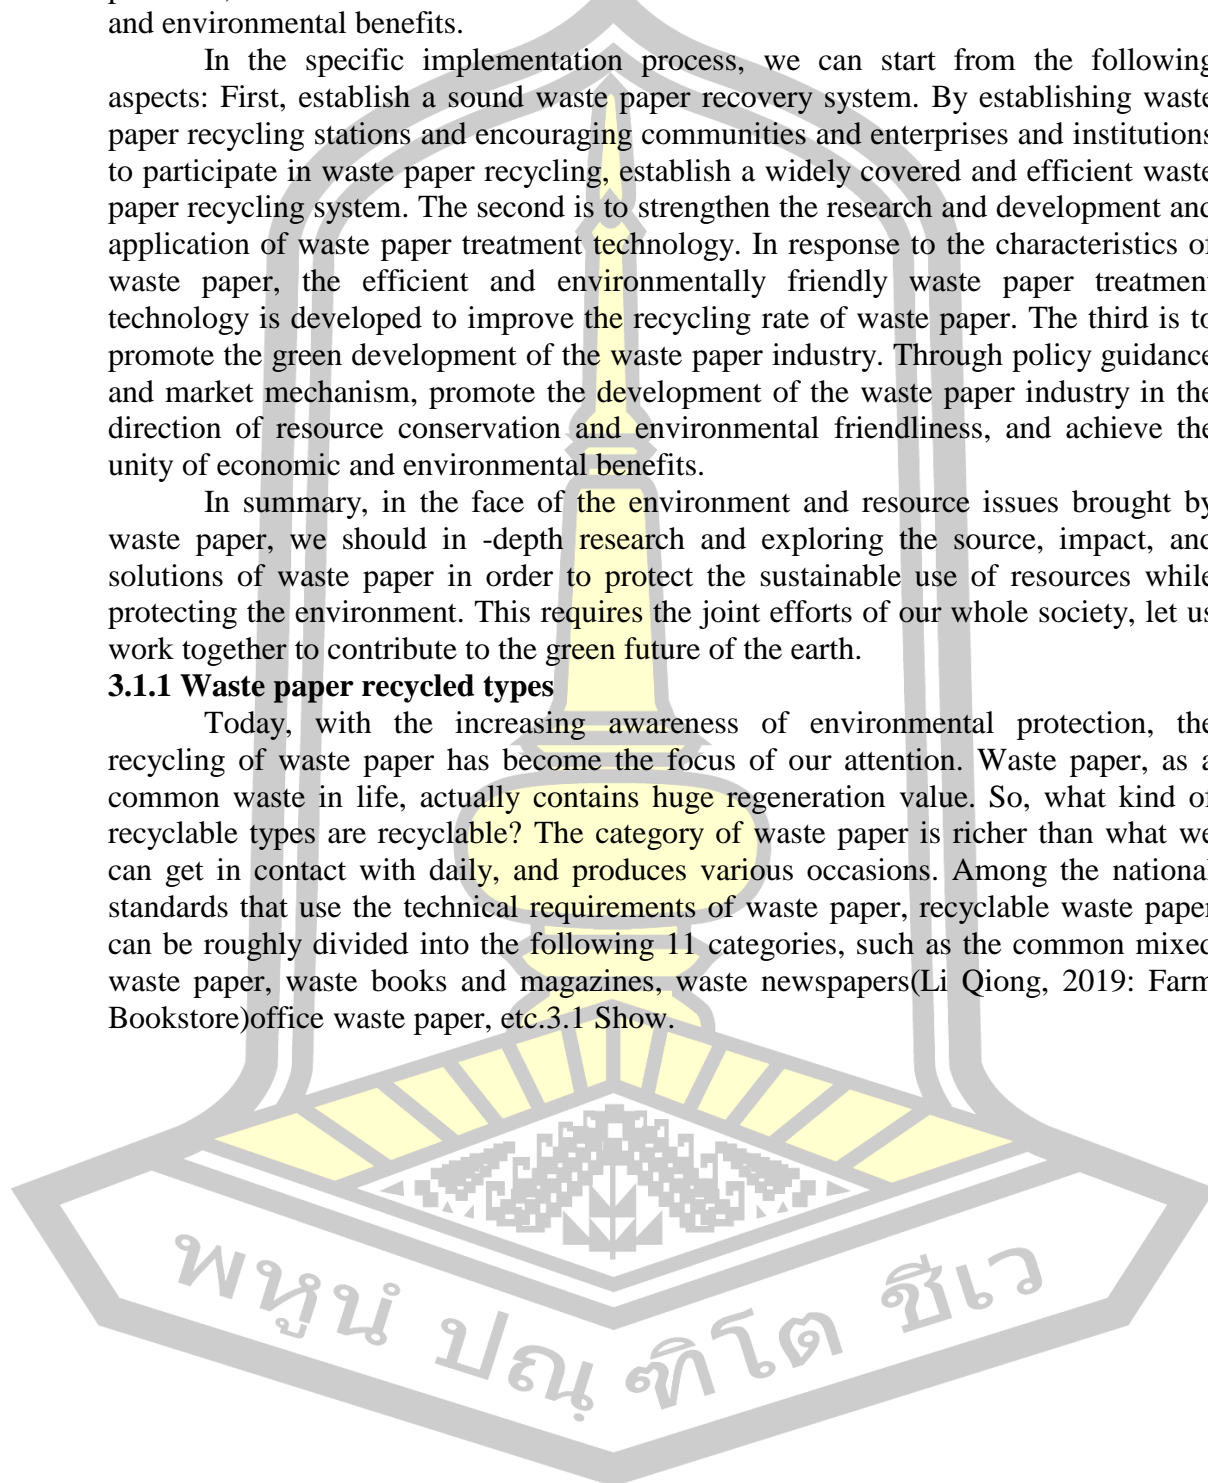 and environmental benefits.
In the specific implementation process, we can start from the following
aspects: First, establish a sound waste paper recovery system. By establishing waste
paper recycling stations and encouraging communities and enterprises and institutions
to participate in waste paper recycling, establish a widely covered and efficient waste
paper recycling system. The second is to strengthen the research and development and
application of waste paper treatment technology. In response to the characteristics of
waste paper, the efficient and environmentally friendly waste paper treatment
technology is developed to improve the recycling rate of waste paper. The third is to
promote the green development of the waste paper industry. Through policy guidance
and market mechanism, promote the development of the waste paper industry in the
direction of resource conservation and environmental friendliness, and achieve the
unity of economic and environmental benefits.
In summary, in the face of the environment and resource issues brought by
waste paper, we should in -depth research and exploring the source, impact, and
solutions of waste paper in order to protect the sustainable use of resources while
protecting the environment. This requires the joint efforts of our whole society, let us
work together to contribute to the green future of the earth.
3.1.1 Waste paper recycled types
Today, with the increasing awareness of environmental protection, the
recycling of waste paper has become the focus of our attention. Waste paper, as a
common waste in life, actually contains huge regeneration value. So, what kind of
recyclable types are recyclable? The category of waste paper is richer than what we
can get in contact with daily, and produces various occasions. Among the national
standards that use the technical requirements of waste paper, recyclable waste paper
can be roughly divided into the following 11 categories, such as the common mixed
waste paper, waste books and magazines, waste newspapers(Li Qiong, 2019: Farm
Bookstore)office waste paper, etc.3.1 Show.
พหูนํ ปณฺฑิโต ชีเว